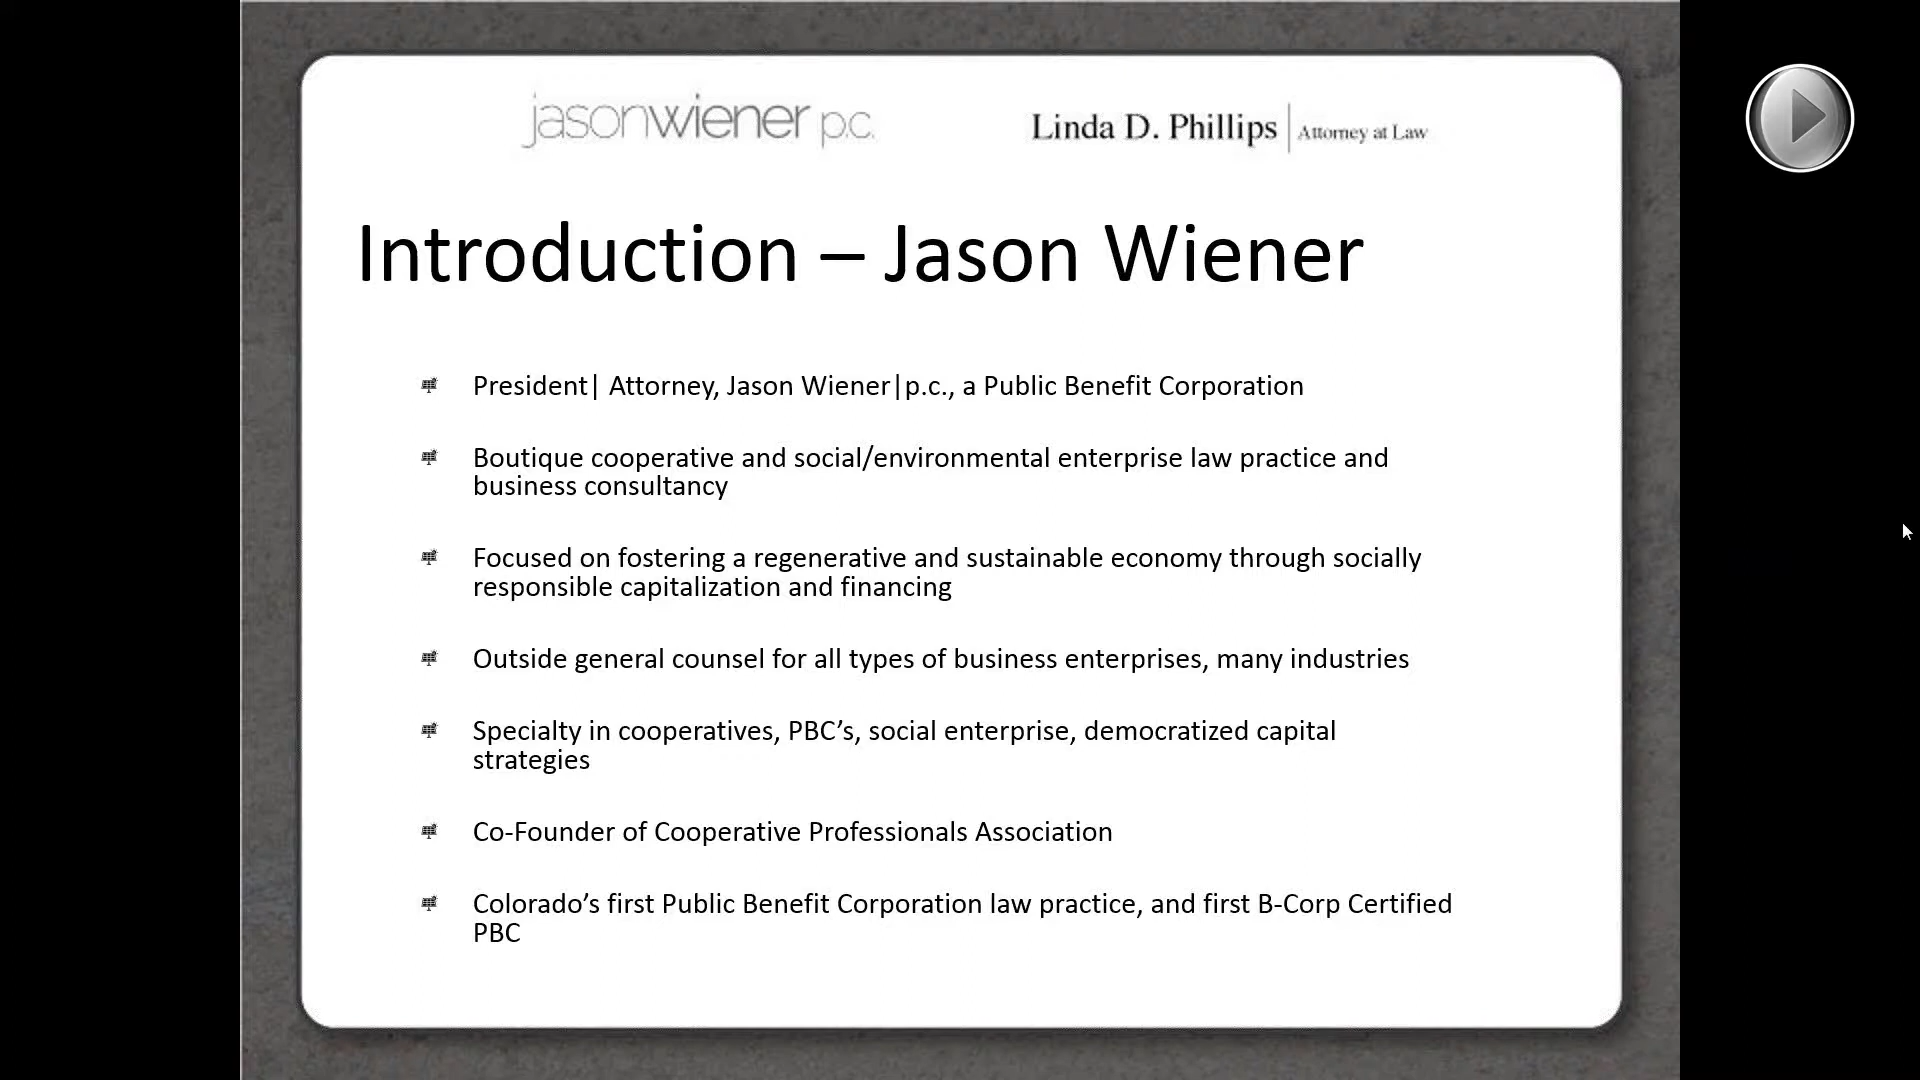 jasonwiener p.c.
Linda D. Phillips | Attorney at Law
Introduction – Jason Wiener
President| Attorney, Jason Wiener|p.c., a Public Benefit Corporation
Boutique cooperative and social/environmental enterprise law practice and
business consultancy
Focused on fostering a regenerative and sustainable economy through socially
responsible capitalization and financing
Outside general counsel for all types of business enterprises, many industries
Specialty in cooperatives, PBC’s, social enterprise, democratized capital
strategies
Co-Founder of Cooperative Professionals Association
Colorado’s first Public Benefit Corporation law practice, and first B-Corp Certified
PBC